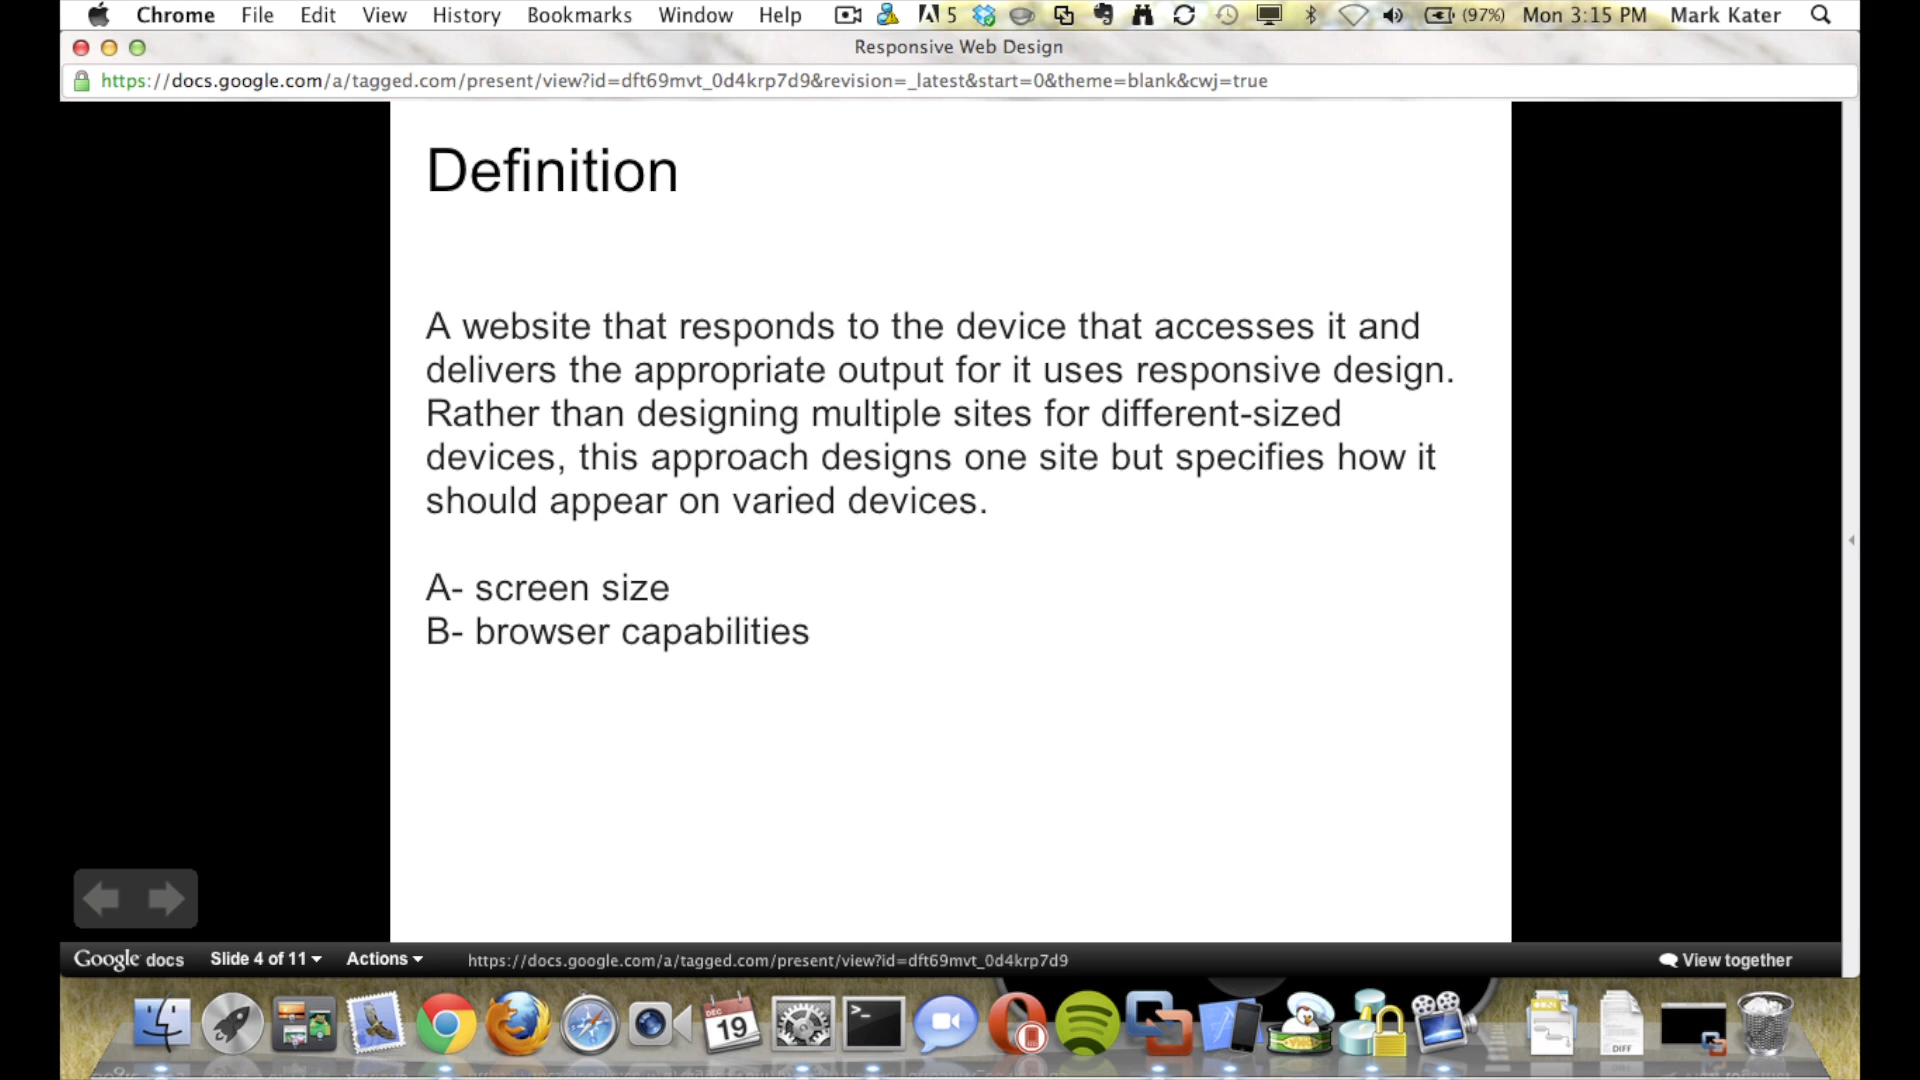 Chrome File Edit View History Bookmarks Window Help 5 (97%) Mon 3:15 PM Mark Kater
Responsive Web Design
https://docs.google.com/a/tagged.com/present/view?id=dft69mvt_0d4krp7d9&revision=_latest&start=0&theme=blank&cwj=true
Definition
A website that responds to the device that accesses it and
delivers the appropriate output for it uses responsive design.
Rather than designing multiple sites for different-sized
devices, this approach designs one site but specifies how it
should appear on varied devices.
A- screen size
B- browser capabilities
Google docs Slide 4 of 11 Actions https://docs.google.com/a/tagged.com/present/view?id=dft69mvt_0d4krp7d9 View together
DEC
19
>_
DIFF